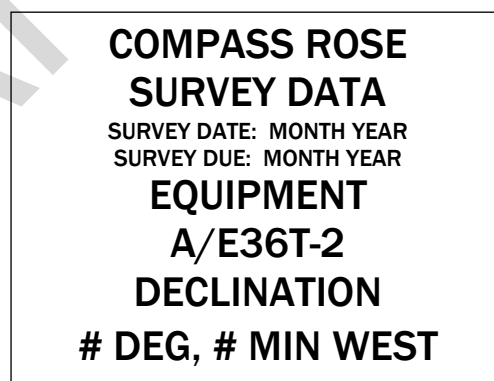 COMPASS ROSE
SURVEY DATA
SURVEY DATE: MONTH YEAR
SURVEY DUE: MONTH YEAR
EQUIPMENT
A/E36T-2
DECLINATION
# DEG, # MIN WEST